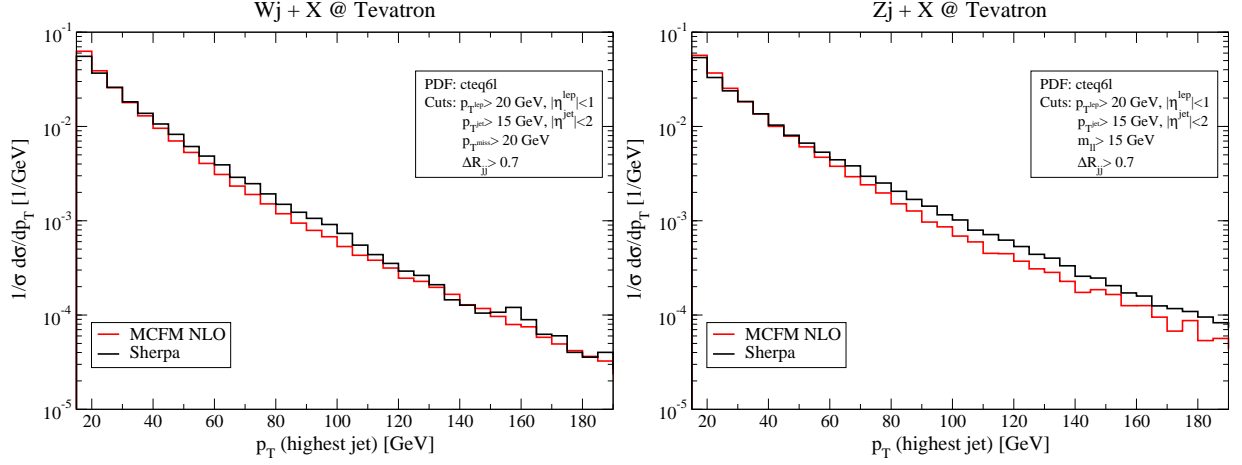 Wj + X @ Tevatron
10^-1
10^-2
10^-3
10^-4
10^-5
1/σ dσ/dp_T [1/GeV]
PDF: cteq6l
Cuts: p_T^lep > 20 GeV, |η^lep|<1
p_T^jet > 15 GeV, |η^jet|<2
p_T^miss > 20 GeV
ΔR_jj > 0.7
MCFM NLO
Sherpa
20 40 60 80 100 120 140 160 180
p_T (highest jet) [GeV]
Zj + X @ Tevatron
10^-1
10^-2
10^-3
10^-4
10^-5
1/σ dσ/dp_T [1/GeV]
PDF: cteq6l
Cuts: p_T^lep > 20 GeV, |η^lep|<1
p_T^jet > 15 GeV, |η^jet|<2
m_ll > 15 GeV
ΔR_jj > 0.7
MCFM NLO
Sherpa
20 40 60 80 100 120 140 160 180
p_T (highest jet) [GeV]